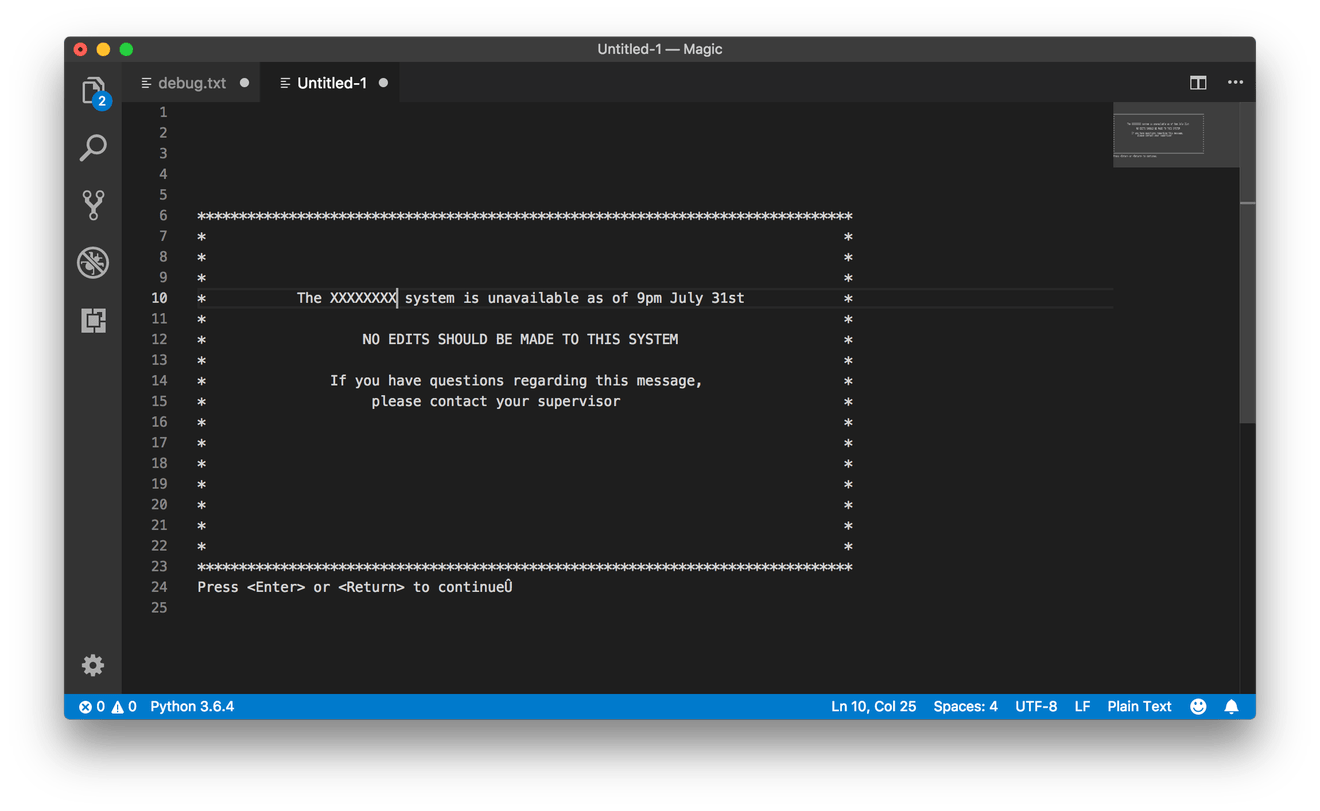 Untitled-1 — Magic
debug.txt
Untitled-1
2
1
2
3
4
5
6 *******************************************************************************
7 * *
8 * *
9 * *
10 * The XXXXXXXX system is unavailable as of 9pm July 31st *
11 * *
12 * NO EDITS SHOULD BE MADE TO THIS SYSTEM *
13 * *
14 * If you have questions regarding this message, *
15 * please contact your supervisor *
16 * *
17 * *
18 * *
19 * *
20 * *
21 * *
22 * *
23 *******************************************************************************
24 Press <Enter> or <Return> to continueÛ
25
0 0 Python 3.6.4 Ln 10, Col 25 Spaces: 4 UTF-8 LF Plain Text